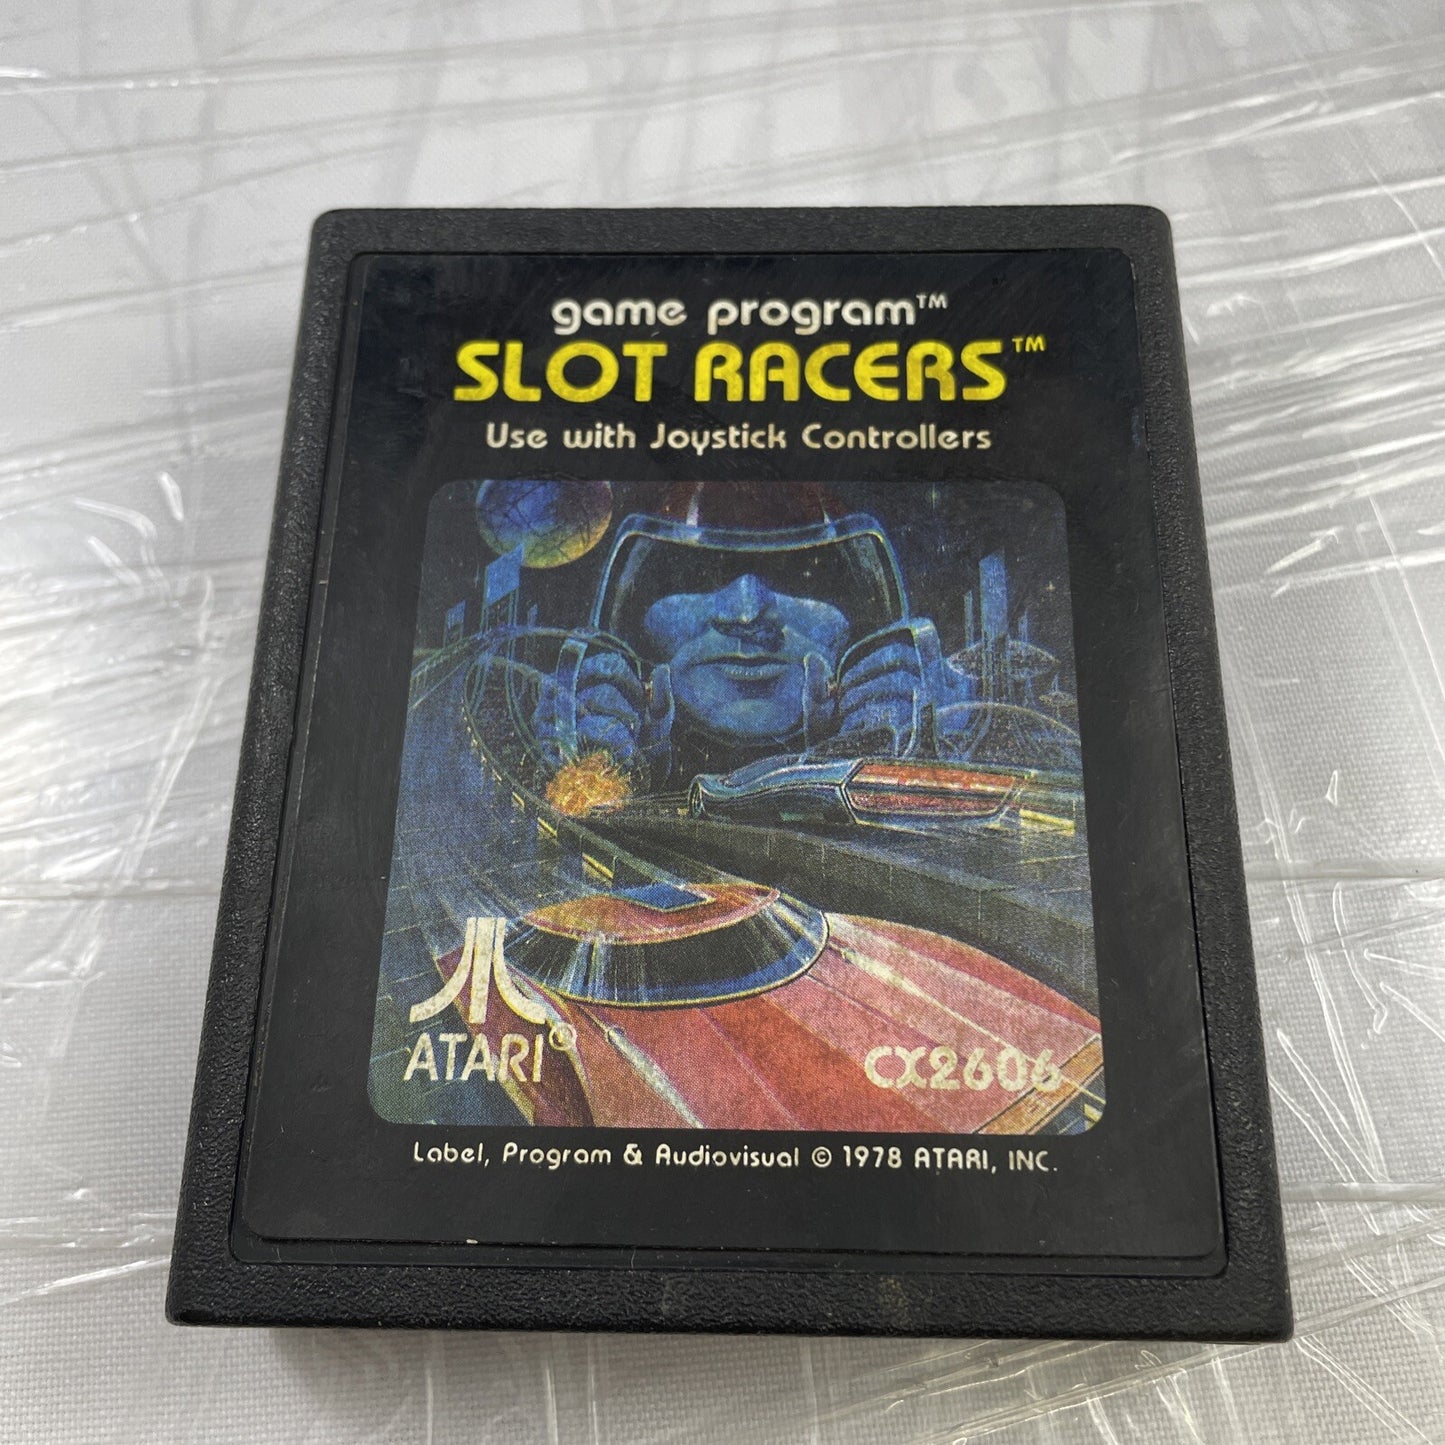 game program™
SLOT RACERS™
Use with Joystick Controllers
ATARI®
CX2606
Label, Program & Audiovisual © 1978 ATARI, INC.